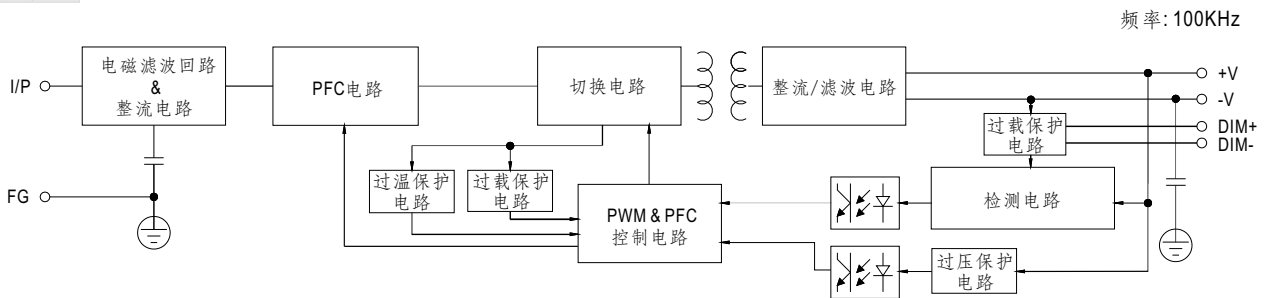 频率: 100KHz
I/P
电磁滤波回路
&
整流电路
PFC电路
切换电路
整流/滤波电路
+V
-V
DIM+
DIM-
过载保护
电路
FG
过温保护
电路
过载保护
电路
PWM & PFC
控制电路
检测电路
过压保护
电路